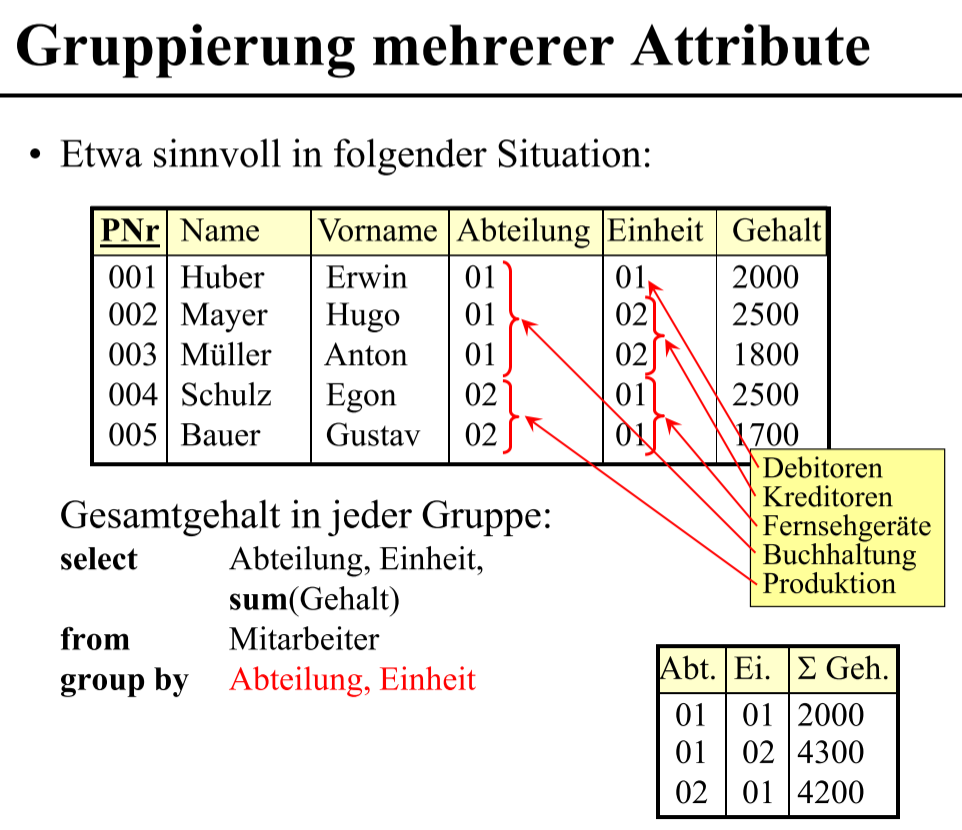 Gruppierung mehrerer Attribute
• Etwa sinnvoll in folgender Situation:
PNr Name Vorname Abteilung Einheit Gehalt
001 Huber Erwin 01 01 2000
002 Mayer Hugo 01 02 2500
003 Müller Anton 01 02 1800
004 Schulz Egon 02 01 2500
005 Bauer Gustav 02 01 1700
Debitoren
Kreditoren
Fernsehgeräte
Buchhaltung
Produktion
Gesamtgehalt in jeder Gruppe:
select Abteilung, Einheit,
sum(Gehalt)
from Mitarbeiter
group by Abteilung, Einheit
Abt. Ei. Σ Geh.
01 01 2000
01 02 4300
02 01 4200